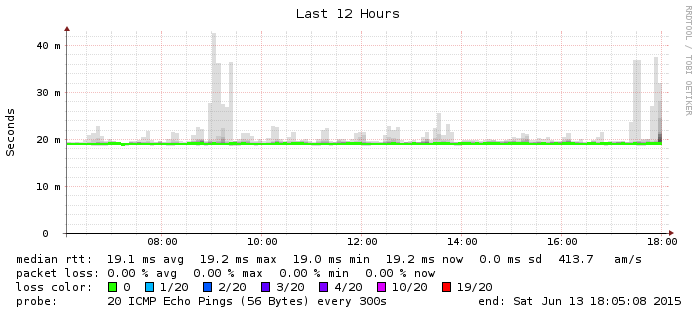 Last 12 Hours
RRDTOOL / TOBI OETIKER
Seconds
40 m
30 m
20 m
10 m
0
08:00 10:00 12:00 14:00 16:00 18:00
median rtt: 19.1 ms avg 19.2 ms max 19.0 ms min 19.2 ms now 0.0 ms sd 413.7 am/s
packet loss: 0.00 % avg 0.00 % max 0.00 % min 0.00 % now
loss color: 0 1/20 2/20 3/20 4/20 10/20 19/20
probe: 20 ICMP Echo Pings (56 Bytes) every 300s end: Sat Jun 13 18:05:08 2015